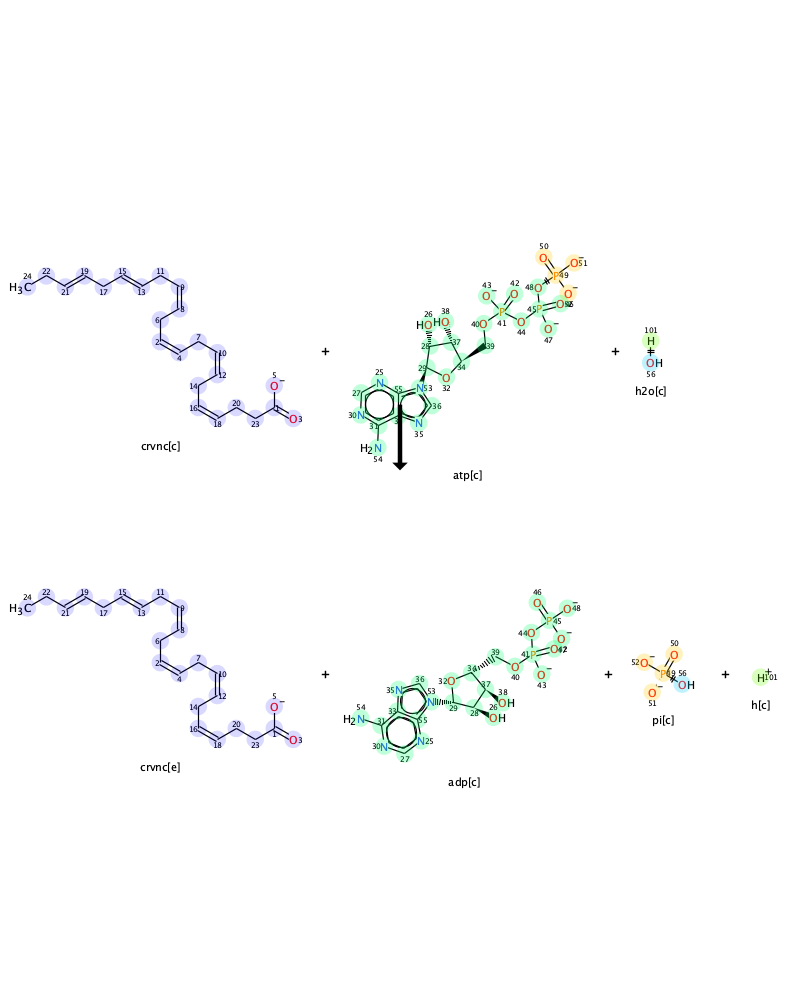 50
O − O − 51
P 49
24 22 19 15 11
H3C
21 17 13 9
8
6
2 4 7
10
12
14
16 18 20 23
5
O −
1
O 3
crvnc[c]
+
43 O − O 42
48 O O −
P 41
45 P O
O −
47
40 O O 44
26 38
HO HO
28 37 39
29 34
O
32
25
N 55 N 53
27
30 N 36
31 N
35
H2N
54
atp[c]
+
101
H
OH
56
h2o[c]
24 22 19 15 11
H3C
21 17 13 9
8
6
2 4 7
10
12
14
16 18 20 23
5
O −
1
O 3
crvnc[e]
+
46
O O − 48
P 45
44 O O −
41 P O 42
O −
43
39
O
40
36 34
32 O
35 N 53
N 29 37 38
OH
28 26
OH
54
H2N 31 33 55
30 N N 25
27
adp[c]
+
50
52 O − O
P 49 56
OH
O −
51
pi[c]
+
H + 101
h[c]